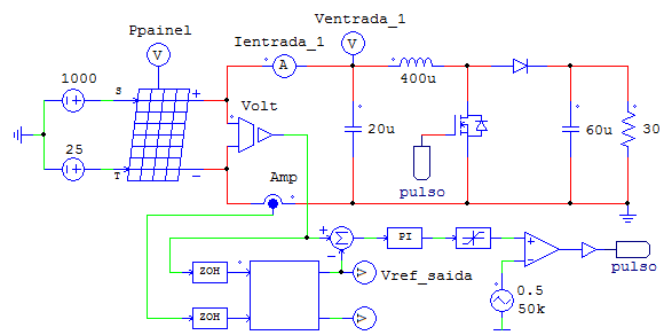 Ppainel
V
Ientrada_1
A
Ventrada_1
V
1000
S
+
400u
Volt
20u
60u
30
25
T
-
Amp
pulso
+
Σ
-
PI
+
-
pulso
ZOH
V
Vref_saida
ZOH
V
0.5
50k